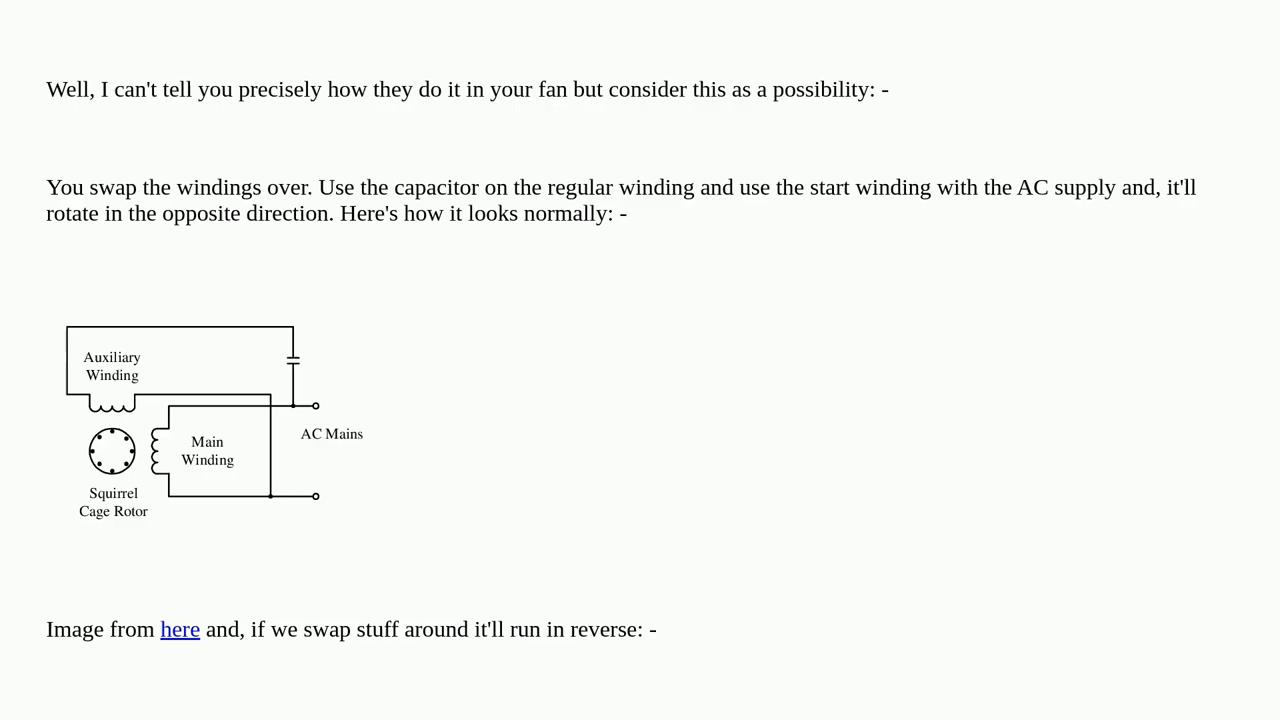 Well, I can't tell you precisely how they do it in your fan but consider this as a possibility: -
You swap the windings over. Use the capacitor on the regular winding and use the start winding with the AC supply and, it'll
rotate in the opposite direction. Here's how it looks normally: -
Auxiliary
Winding
AC Mains
Main
Winding
Squirrel
Cage Rotor
Image from here and, if we swap stuff around it'll run in reverse: -